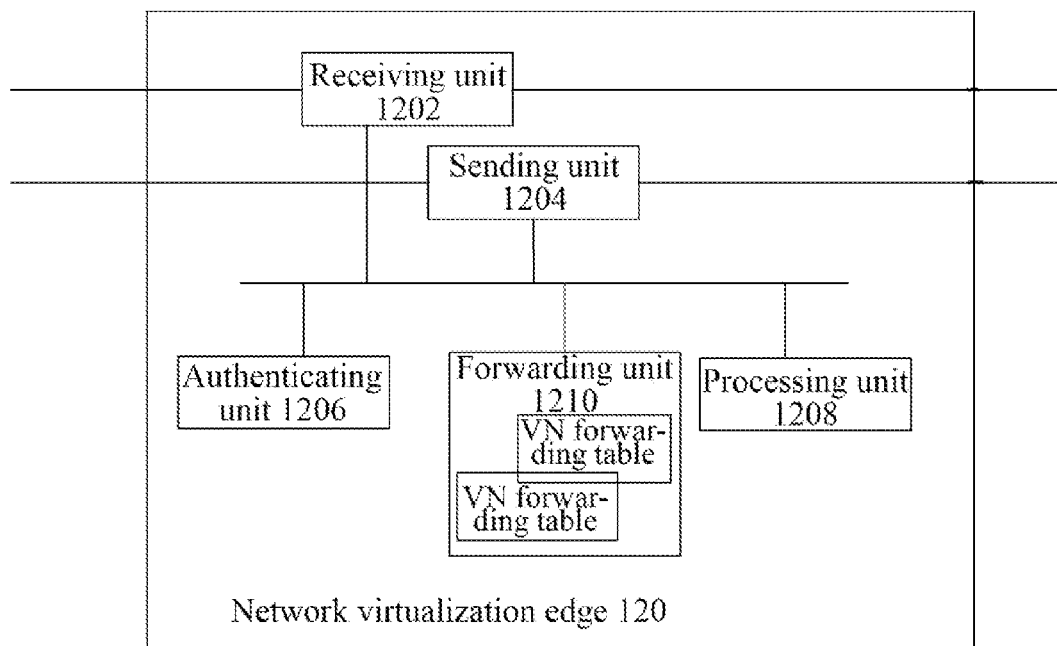 Receiving unit
1202
Sending unit
1204
Authenticating
unit 1206
Forwarding unit
1210
VN forwar-
ding table
VN forwar-
ding table
Processing unit
1208
Network virtualization edge 120